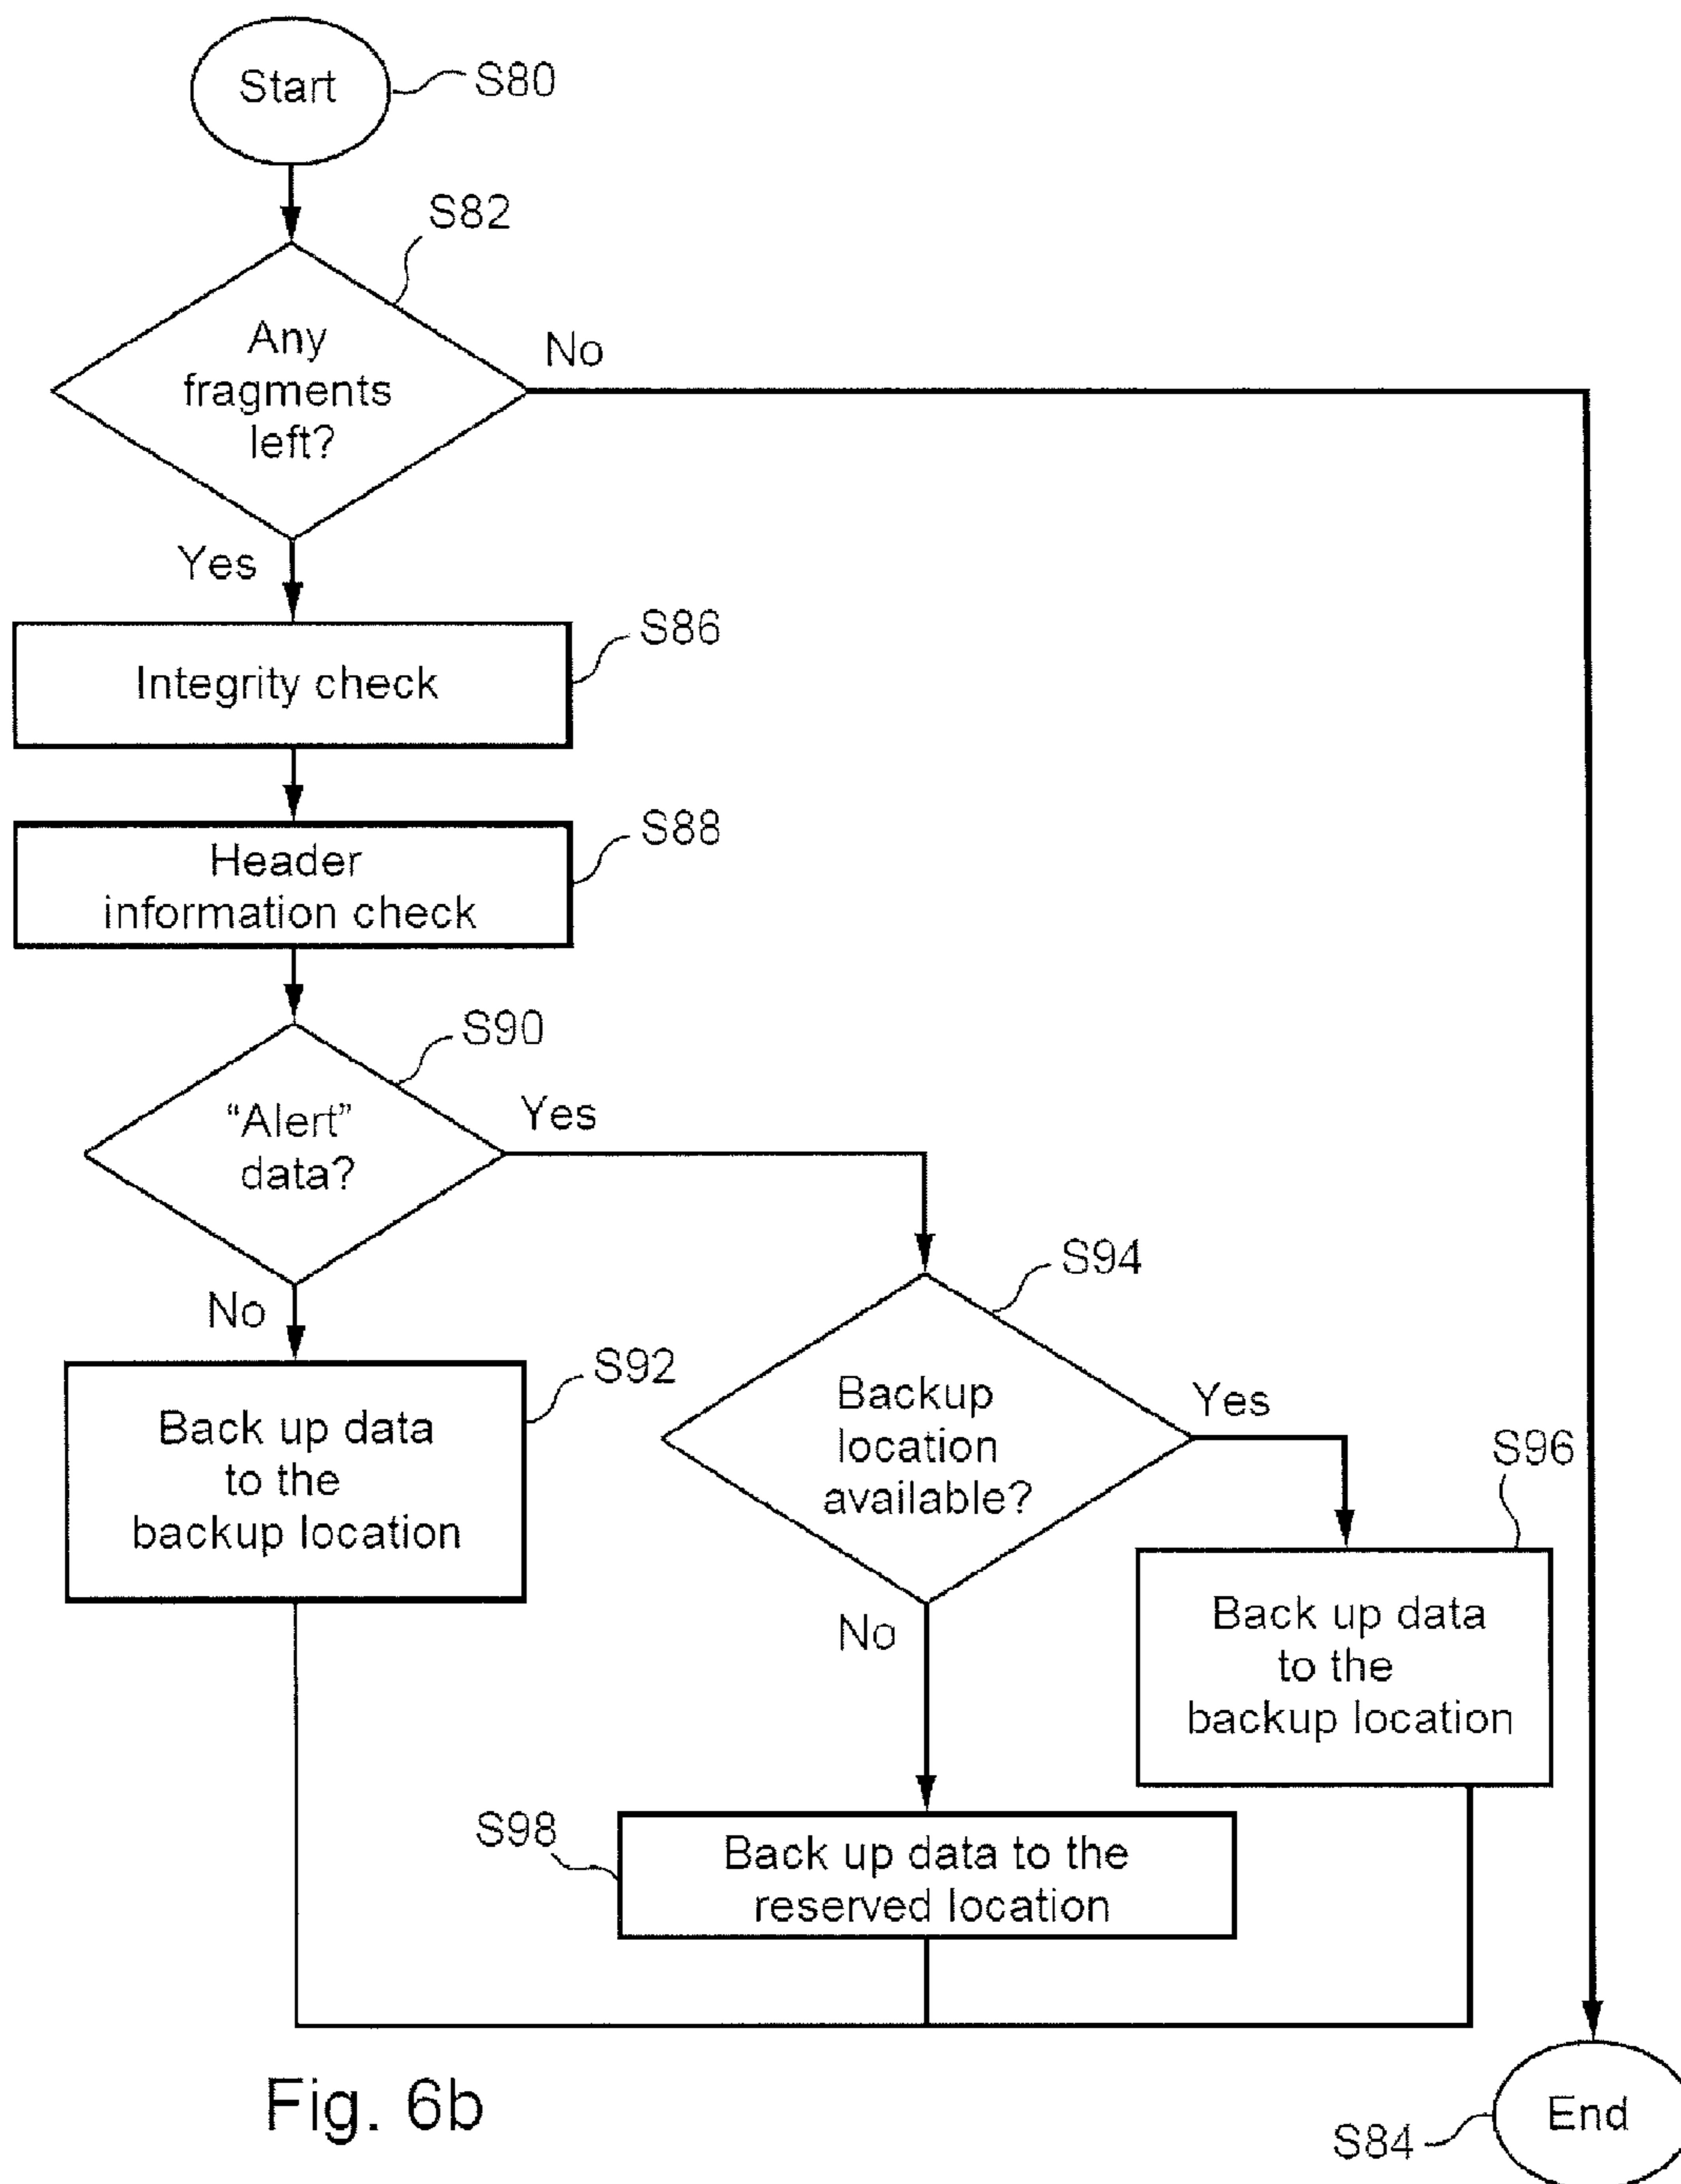 Start
S80
S82
Any
fragments
left?
No
Yes
S86
Integrity check
S88
Header
information check
S90
“Alert”
data?
Yes
No
S94
S92
Back up data
to the
backup location
Backup
location
available?
Yes
No
S96
Back up data
to the
backup location
S98
Back up data to the
reserved location
Fig. 6b
S84
End